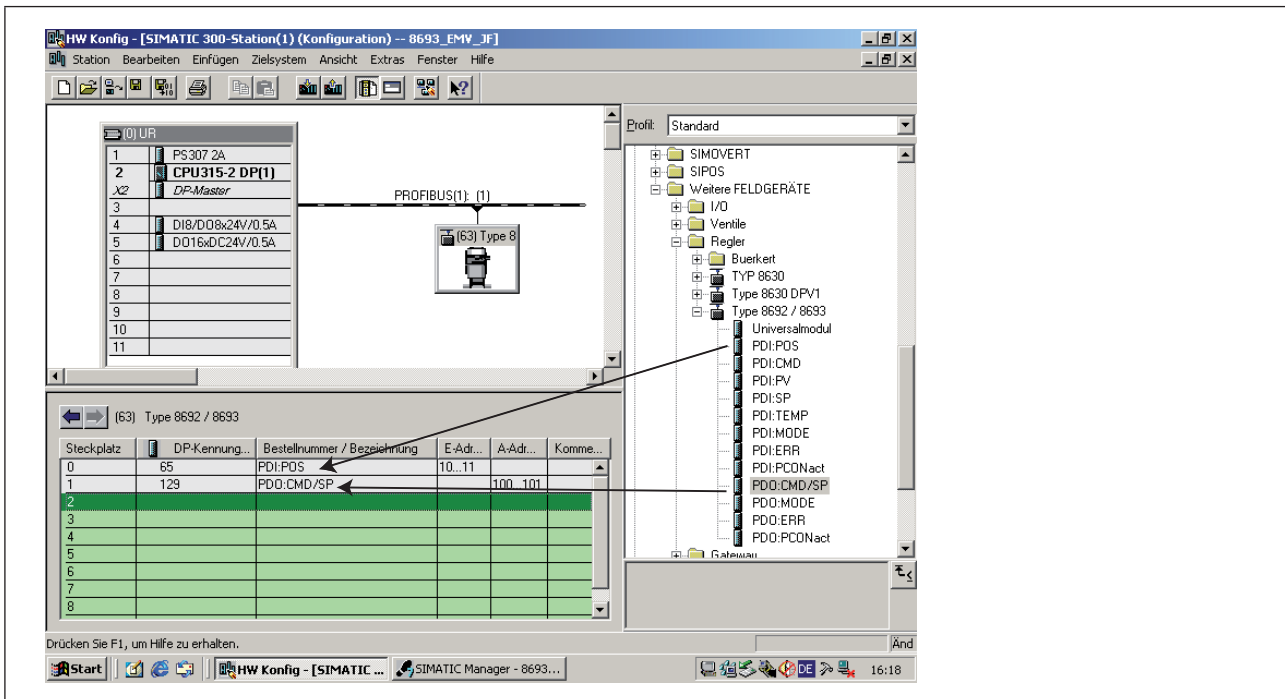 HW Konfig - [SIMATIC 300-Station(1) (Konfiguration) -- 8693_EMV_JF]
Station Bearbeiten Einfügen Zielsystem Ansicht Extras Fenster Hilfe
(0) UR
1 PS307 2A
2 CPU315-2 DP(1)
X2 DP-Master
3
4 DI8/DO8x24V/0.5A
5 DO16xDC24V/0.5A
6
7
8
9
10
11
PROFIBUS(1): (1)
(63) Type 8
Profil: Standard
SIMOVERT
SIPOS
Weitere FELDGERÄTE
I/O
Ventile
Regler
Buerkert
TYP 8630
Type 8630 DPV1
Type 8692 / 8693
Universalmodul
PDI:POS
PDI:CMD
PDI:PV
PDI:SP
PDI:TEMP
PDI:MODE
PDI:ERR
PDI:PCONact
PDO:CMD/SP
PDO:MODE
PDO:ERR
PDO:PCONact
Gateway
(63) Type 8692 / 8693
Steckplatz DP-Kennung... Bestellnummer / Bezeichnung E-Adr... A-Adr... Komme...
0 65 PDI:POS 10...11
1 129 PDO:CMD/SP 100...101
2
3
4
5
6
7
8
Drücken Sie F1, um Hilfe zu erhalten.
Änd
Start HW Konfig - [SIMATIC ... SIMATIC Manager - 8693... DE 16:18